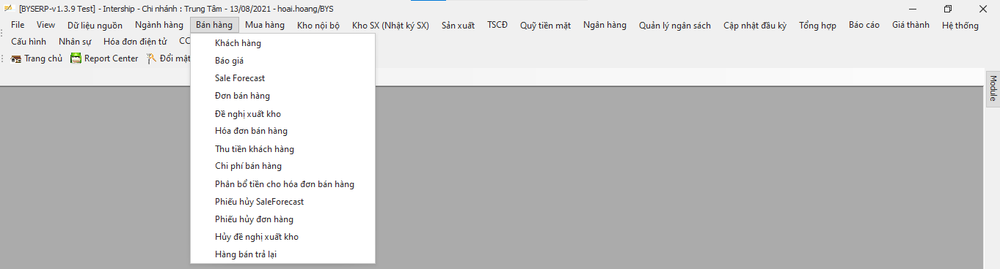 [BYSERP-v1.3.9 Test] - Intership - Chi nhánh : Trung Tâm - 13/08/2021 - hoai.hoang/BYS
File View Dữ liệu nguồn Ngành hàng Bán hàng Mua hàng Kho nội bộ Kho SX (Nhật ký SX) Sản xuất TSCĐ Quỹ tiền mặt Ngân hàng Quản lý ngân sách Cập nhật đầu kỳ Tổng hợp Báo cáo Giá thành Hệ thống
Cấu hình Nhân sự Hóa đơn điện tử CC
Trang chủ Report Center Đổi mật
Khách hàng
Báo giá
Sale Forecast
Đơn bán hàng
Đề nghị xuất kho
Hóa đơn bán hàng
Thu tiền khách hàng
Chi phí bán hàng
Phân bổ tiền cho hóa đơn bán hàng
Phiếu hủy SaleForecast
Phiếu hủy đơn hàng
Hủy đề nghị xuất kho
Hàng bán trả lại
Module